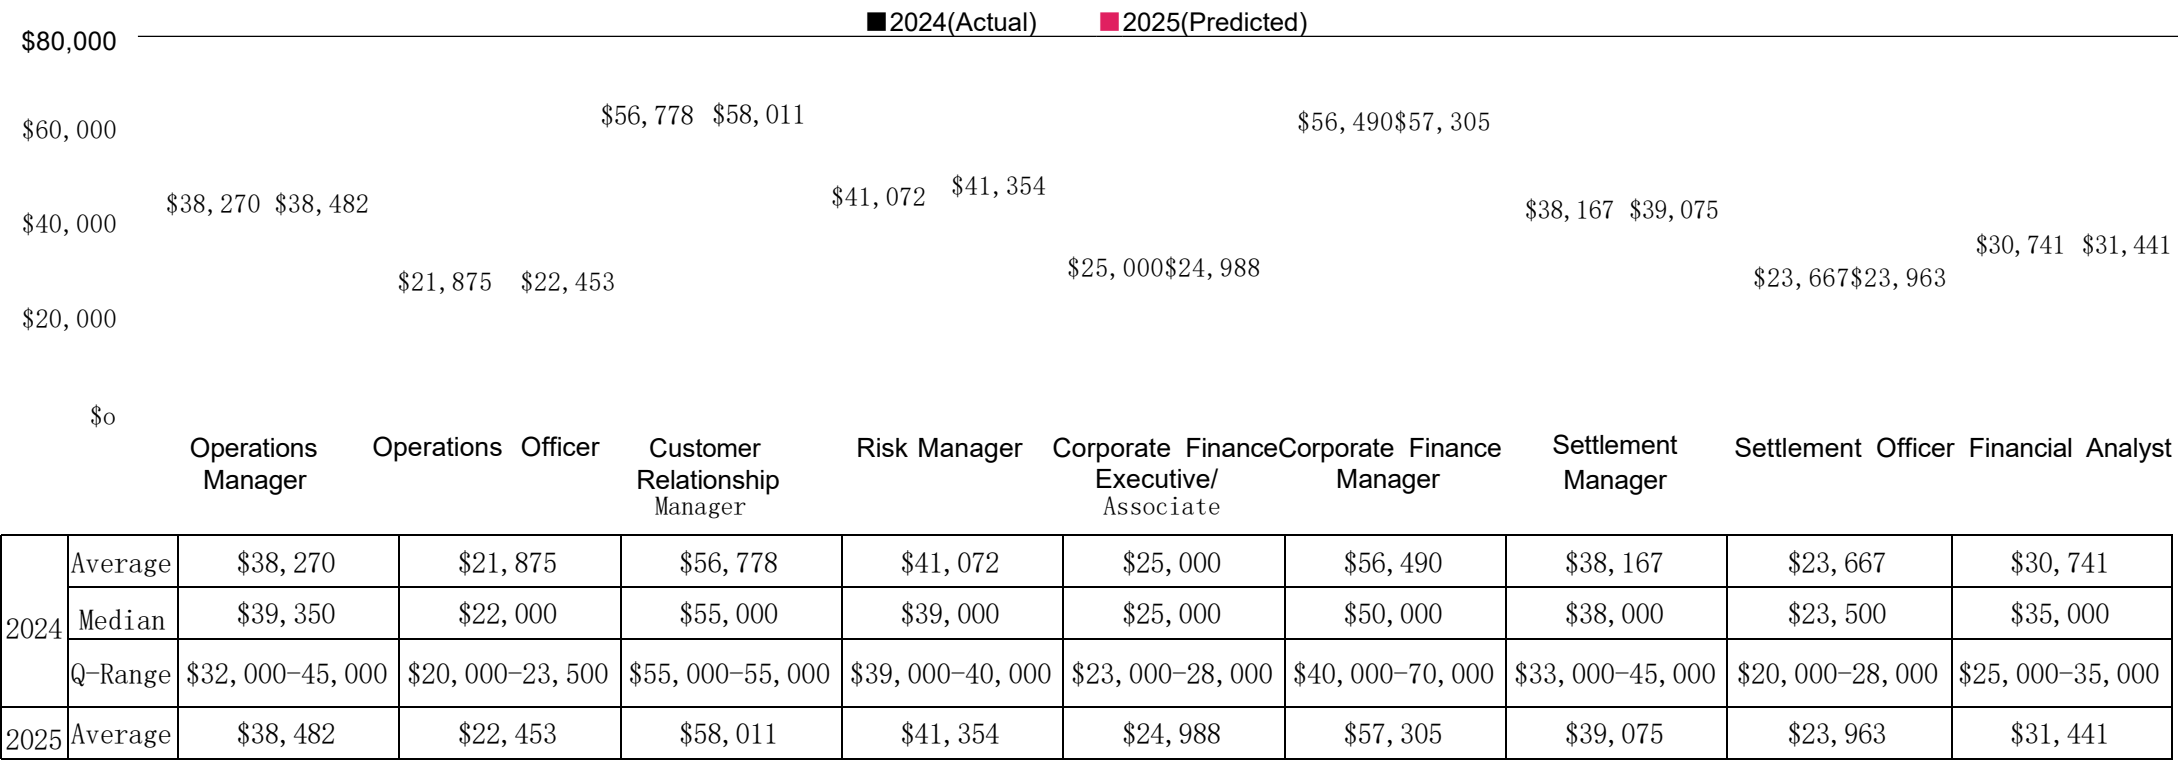 2024(Actual) 2025(Predicted)
$80,000
$56,778 $58,011
$56,490$57,305
$60,000
$41,354
$41,072
$38,270 $38,482
$38,167 $39,075
$40,000
$30,741 $31,441
$25,000$24,988
$23,667$23,963
$21,875 $22,453
$20,000
$o
Operations Operations Officer Customer Risk Manager Corporate FinanceCorporate Finance Settlement Settlement Officer Financial Analyst
Manager Relationship Executive/ Manager Manager
Manager Associate
Average $38,270 $21,875 $56,778 $41,072 $25,000 $56,490 $38,167 $23,667 $30,741
2024 Median $39,350 $22,000 $55,000 $39,000 $25,000 $50,000 $38,000 $23,500 $35,000
Q-Range $32,000-45,000 $20,000-23,500 $55,000-55,000 $39,000-40,000 $23,000-28,000 $40,000-70,000 $33,000-45,000 $20,000-28,000 $25,000-35,000
2025 Average $38,482 $22,453 $58,011 $41,354 $24,988 $57,305 $39,075 $23,963 $31,441